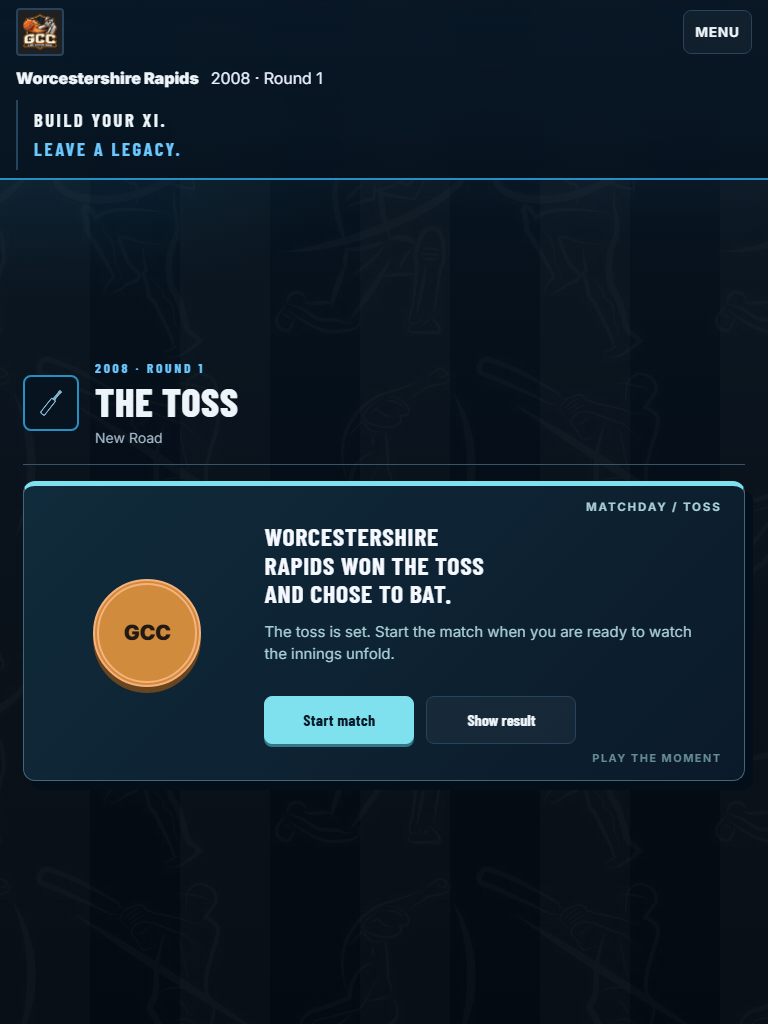 GCC
MENU
Worcestershire Rapids 2008 · Round 1
BUILD YOUR XI.
LEAVE A LEGACY.
2008 · ROUND 1
THE TOSS
New Road
MATCHDAY / TOSS
WORCESTERSHIRE
RAPIDS WON THE TOSS
AND CHOSE TO BAT.
GCC
The toss is set. Start the match when you are ready to watch
the innings unfold.
Start match
Show result
PLAY THE MOMENT